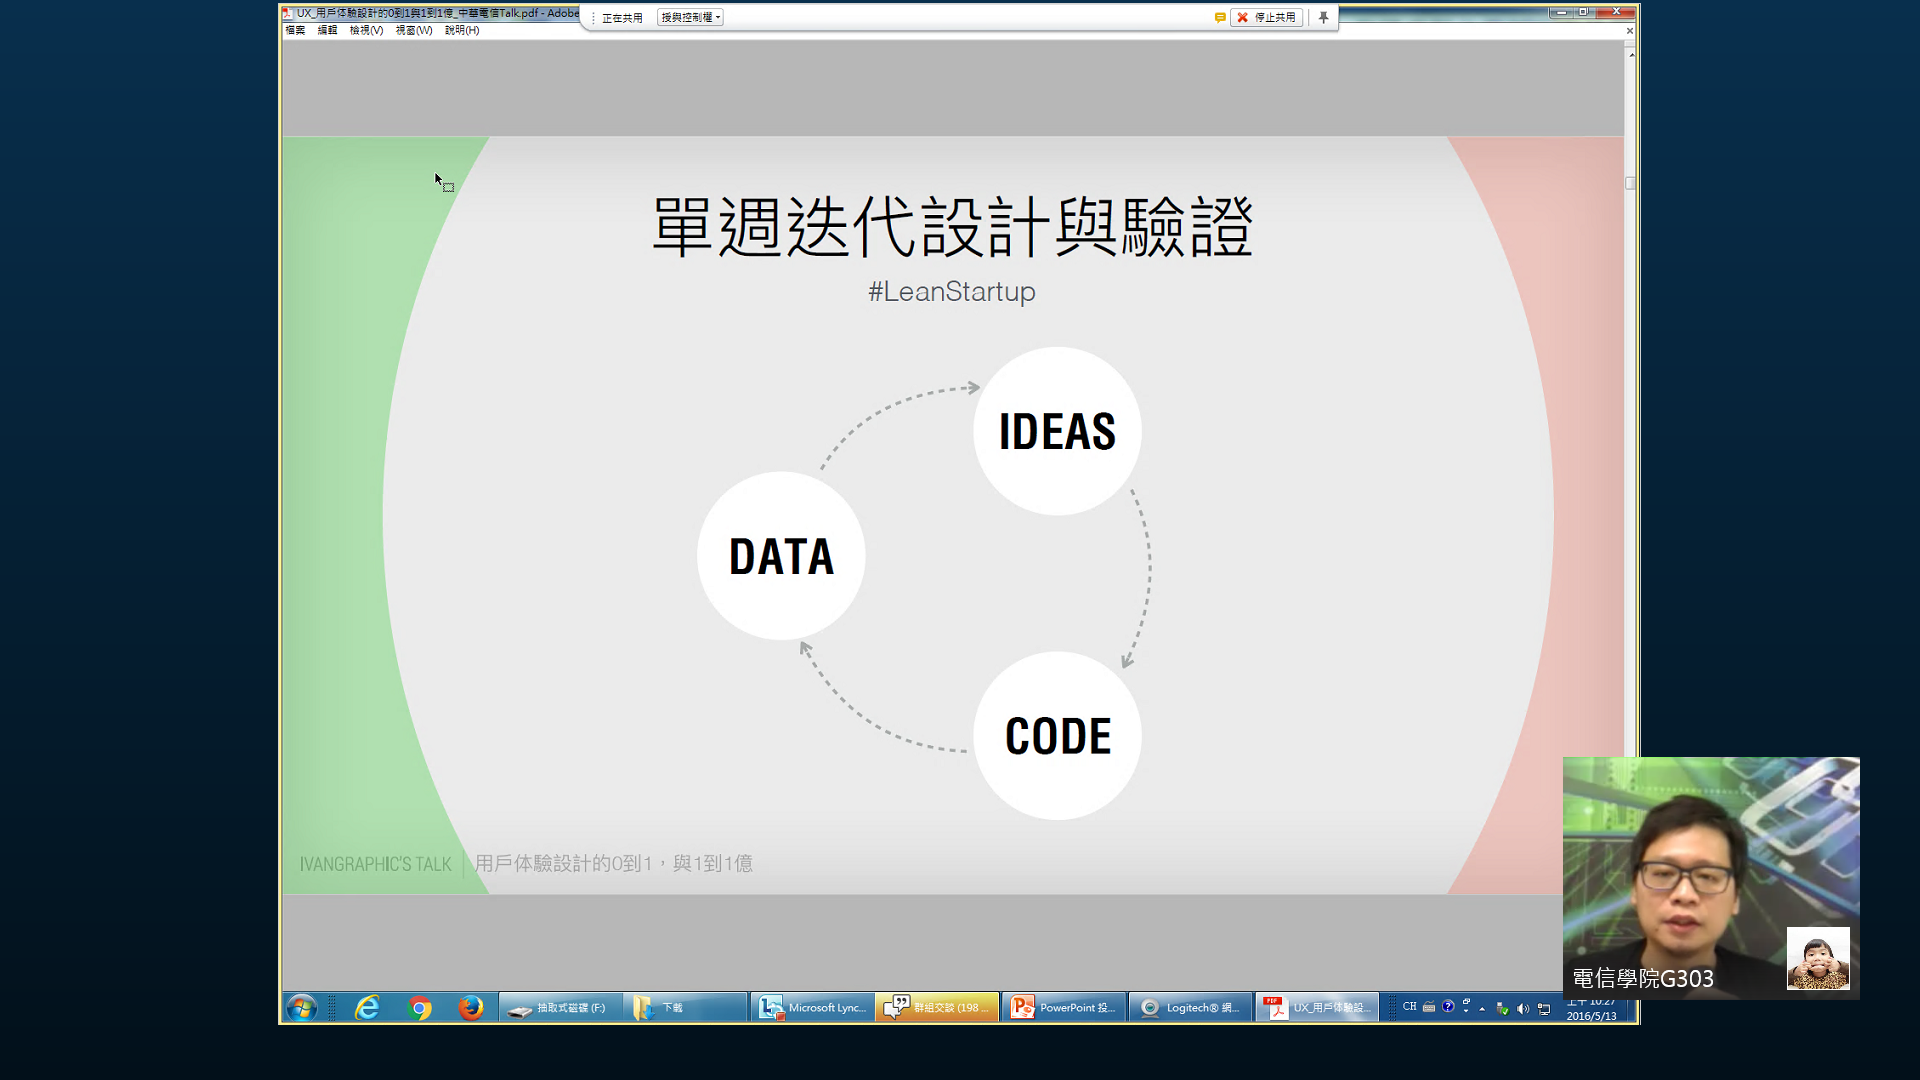 UX_用戶体驗設計的0到1與1到1億_中華電信Talk.pdf - Adobe
正在共用
授與控制權
停止共用
檔案 編輯 檢視(V) 視窗(W) 說明(H)
單週迭代設計與驗證
#LeanStartup
IDEAS
DATA
CODE
IVANGRAPHIC'S TALK | 用戶体驗設計的0到1，與1到1億
電信學院G303
抽取式磁碟 (F:)
下載
Microsoft Lync...
群組交談 (198 ...
PowerPoint 投...
Logitech® 網...
UX_用戶体驗設...
CH
上午 10:27
2016/5/13